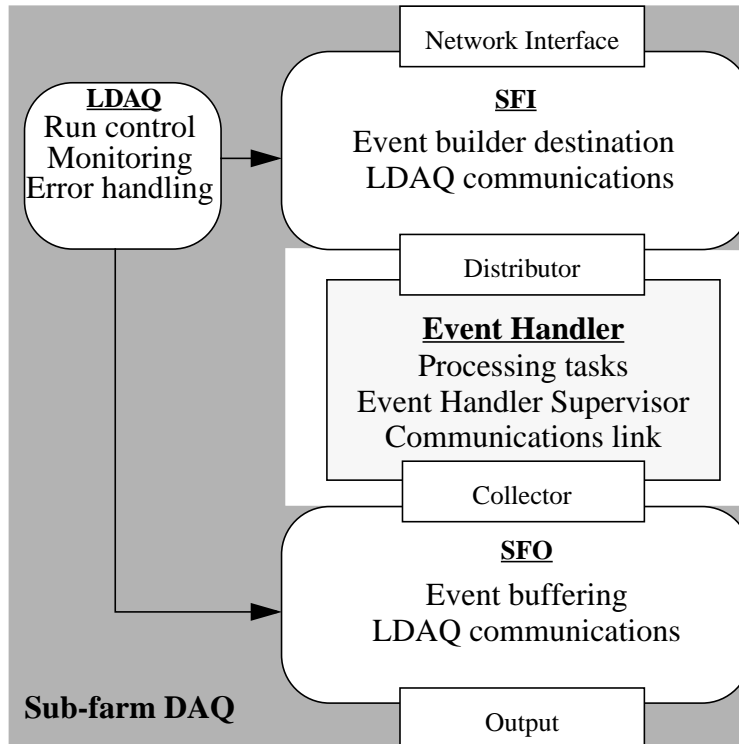 Network Interface
LDAQ
Run control
Monitoring
Error handling
SFI
Event builder destination
LDAQ communications
Distributor
Event Handler
Processing tasks
Event Handler Supervisor
Communications link
Collector
SFO
Event buffering
LDAQ communications
Sub-farm DAQ
Output